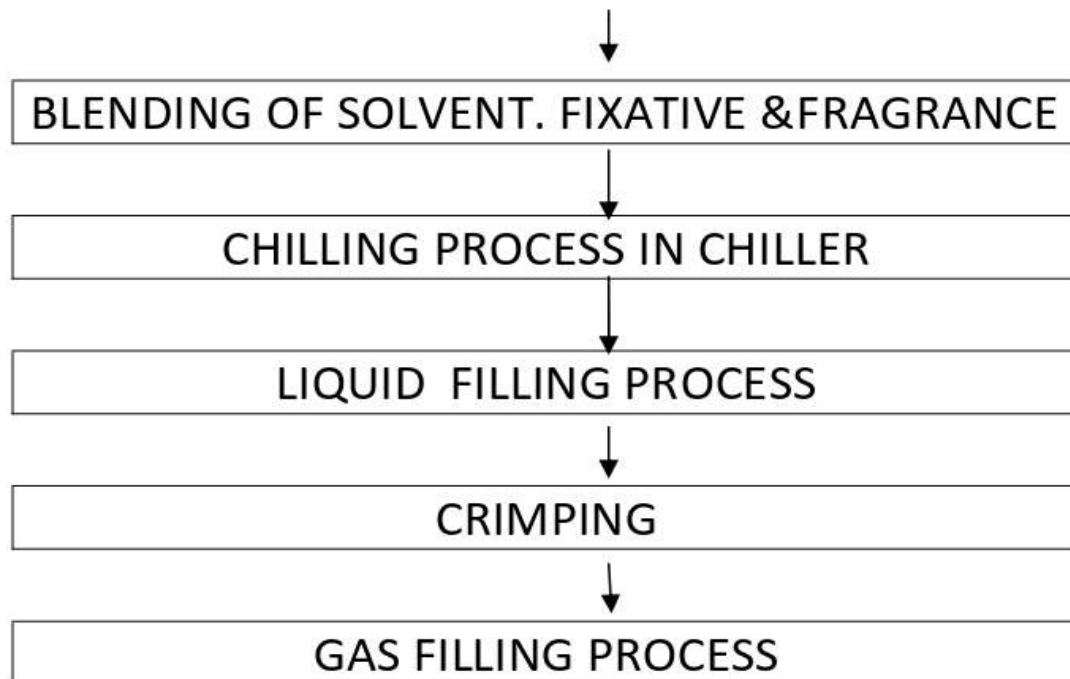 BLENDING OF SOLVENT. FIXATIVE &FRAGRANCE
CHILLING PROCESS IN CHILLER
LIQUID  FILLING PROCESS
CRIMPING
GAS FILLING PROCESS